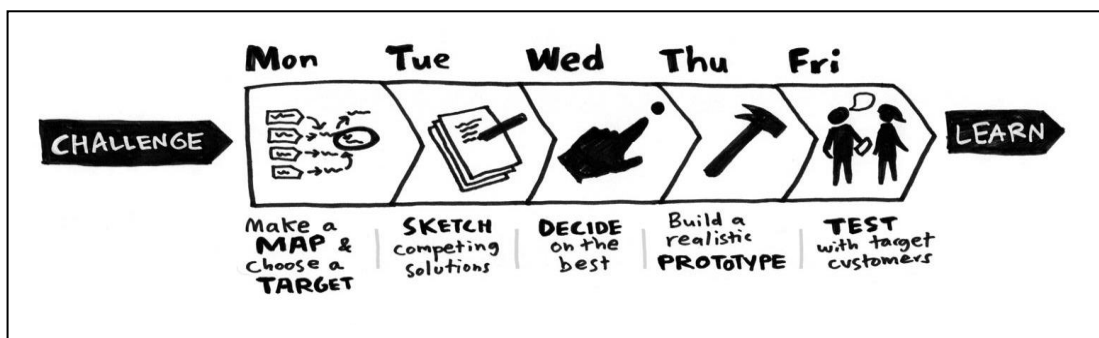 Mon Tue Wed Thu Fri
CHALLENGE
LEARN
Make a
MAP &
choose a
TARGET
SKETCH
competing
solutions
DECIDE
on the
best
Build a
realistic
PROTOTYPE
TEST
with target
customers